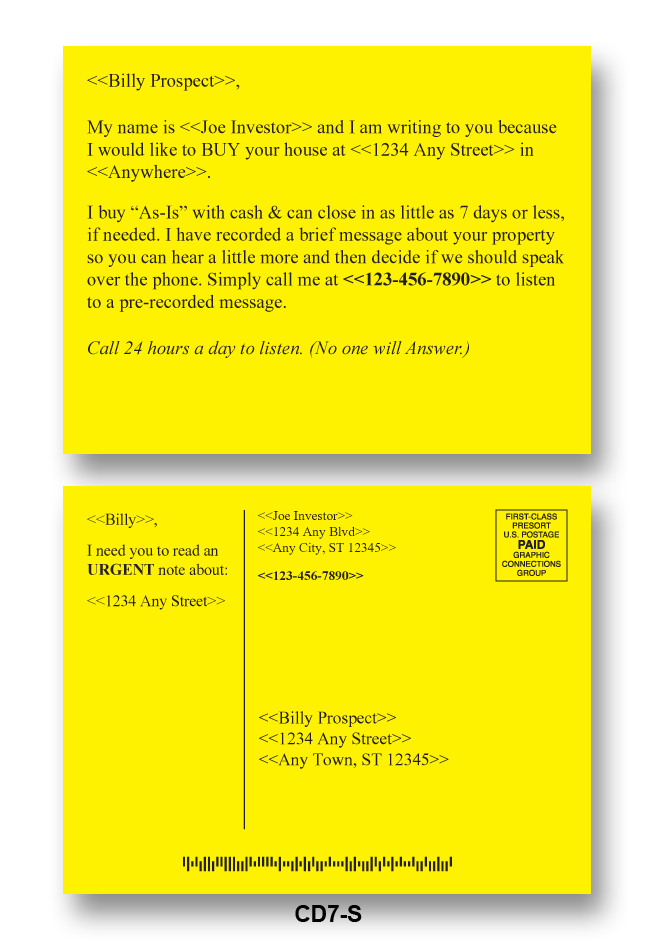 <<Billy Prospect>>,
My name is <<Joe Investor>> and I am writing to you because
I would like to BUY your house at <<1234 Any Street>> in
<<Anywhere>>.
I buy “As-Is” with cash & can close in as little as 7 days or less,
if needed. I have recorded a brief message about your property
so you can hear a little more and then decide if we should speak
over the phone. Simply call me at <<123-456-7890>> to listen
to a pre-recorded message.
Call 24 hours a day to listen. (No one will Answer.)
<<Billy>>,
I need you to read an
URGENT note about:
<<1234 Any Street>>
<<Joe Investor>>
<<1234 Any Blvd>>
<<Any City, ST 12345>>
<<123-456-7890>>
FIRST-CLASS
PRESORT
U.S. POSTAGE
PAID
GRAPHIC
CONNECTIONS
GROUP
<<Billy Prospect>>
<<1234 Any Street>>
<<Any Town, ST 12345>>
CD7-S